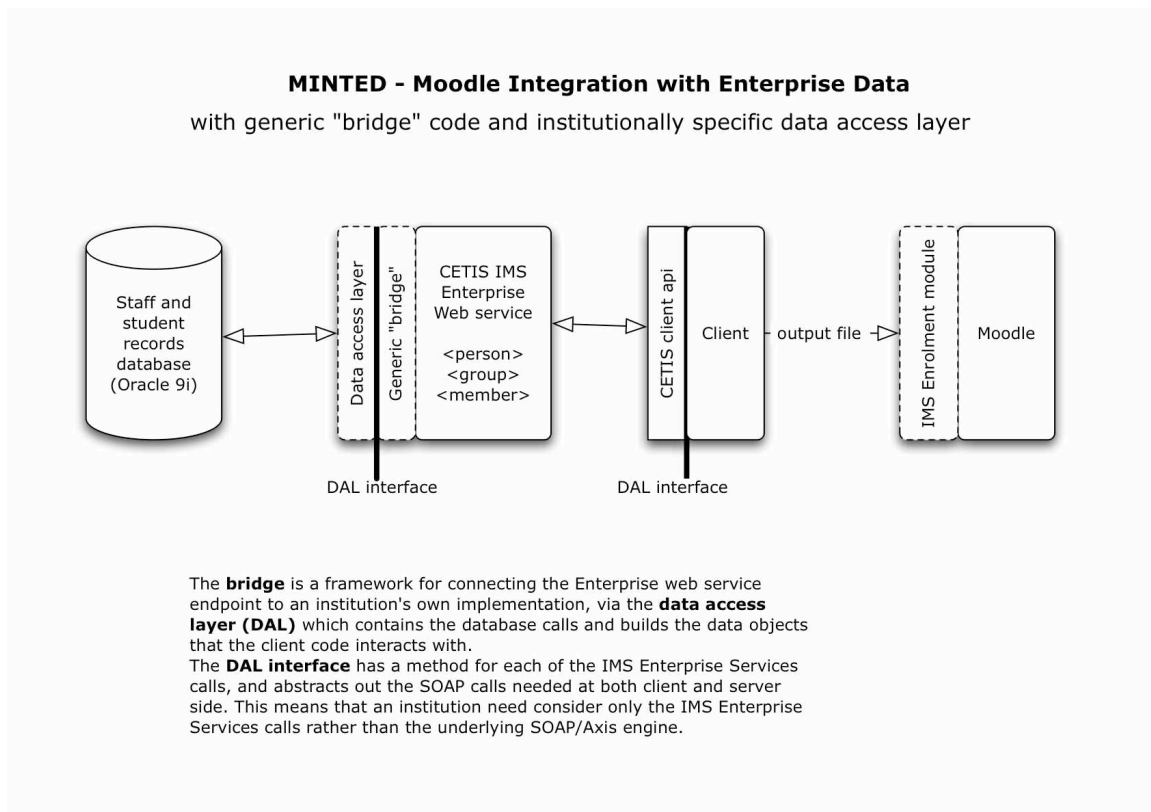 MINTED - Moodle Integration with Enterprise Data
with generic "bridge" code and institutionally specific data access layer
Staff and
student
records
database
(Oracle 9i)
Data access layer
Generic "bridge"
CETIS IMS
Enterprise
Web service
<person>
<group>
<member>
CETIS client api
Client
output file
IMS Enrolment module
Moodle
DAL interface
DAL interface
The bridge is a framework for connecting the Enterprise web service
endpoint to an institution's own implementation, via the data access
layer (DAL) which contains the database calls and builds the data objects
that the client code interacts with.
The DAL interface has a method for each of the IMS Enterprise Services
calls, and abstracts out the SOAP calls needed at both client and server
side. This means that an institution need consider only the IMS Enterprise
Services calls rather than the underlying SOAP/Axis engine.